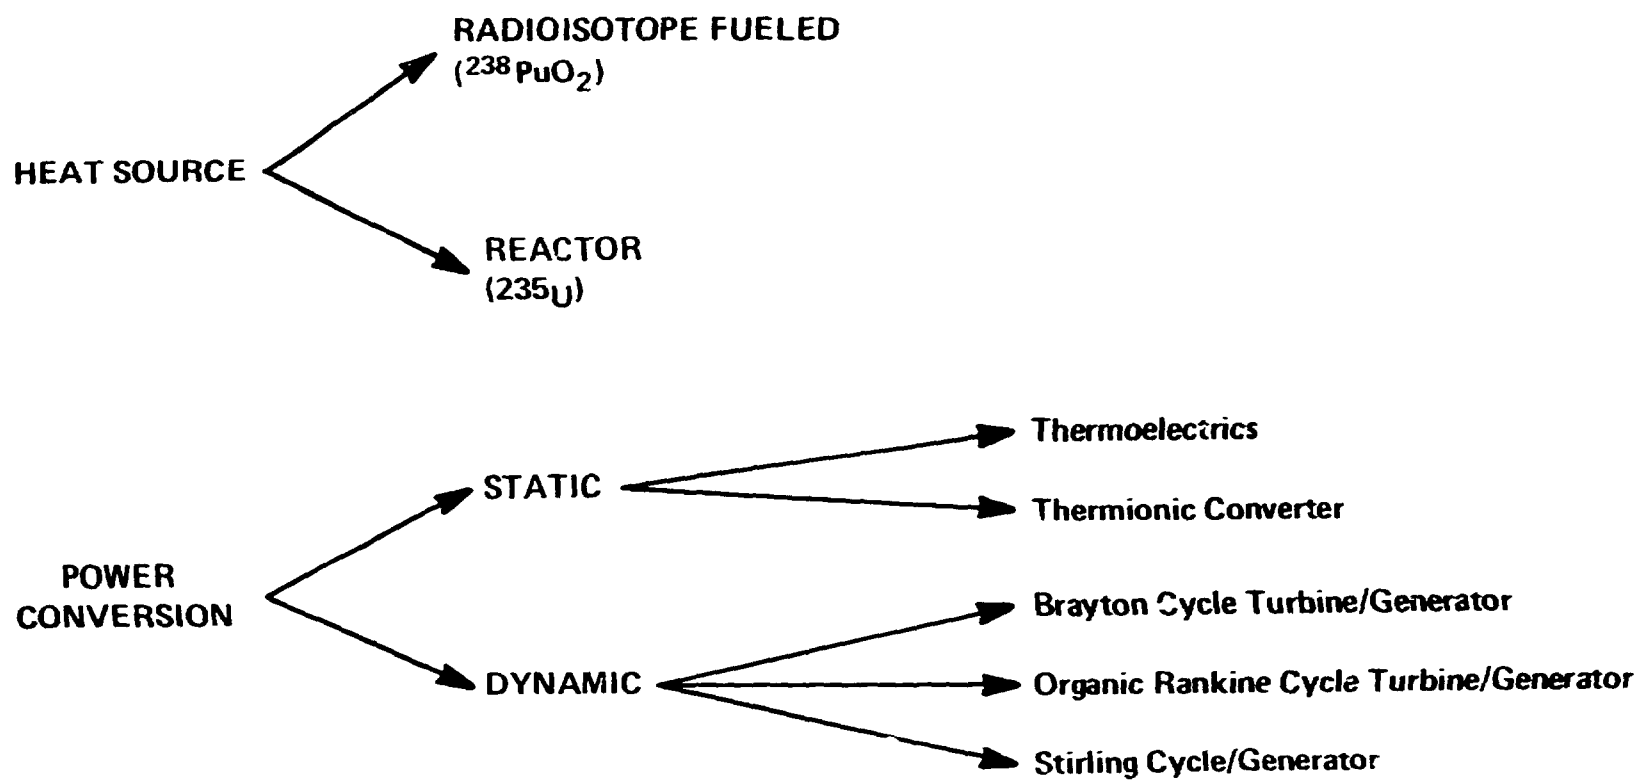 RADIOISOTOPE FUELED
(²³⁸PuO₂)
HEAT SOURCE
REACTOR
(235U)
Thermoelectrics
STATIC
Thermionic Converter
POWER
CONVERSION
Brayton Cycle Turbine/Generator
DYNAMIC
Organic Rankine Cycle Turbine/Generator
Stirling Cycle/Generator